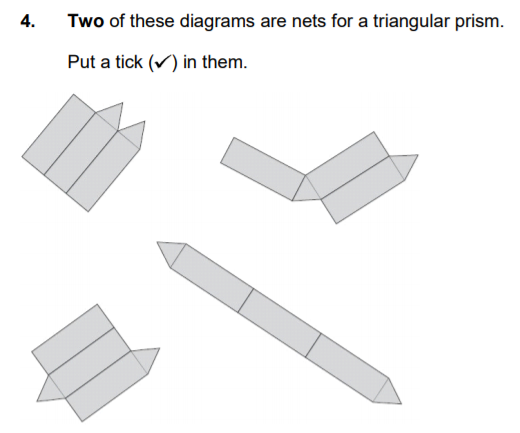 4. Two of these diagrams are nets for a triangular prism.
Put a tick (✓) in them.